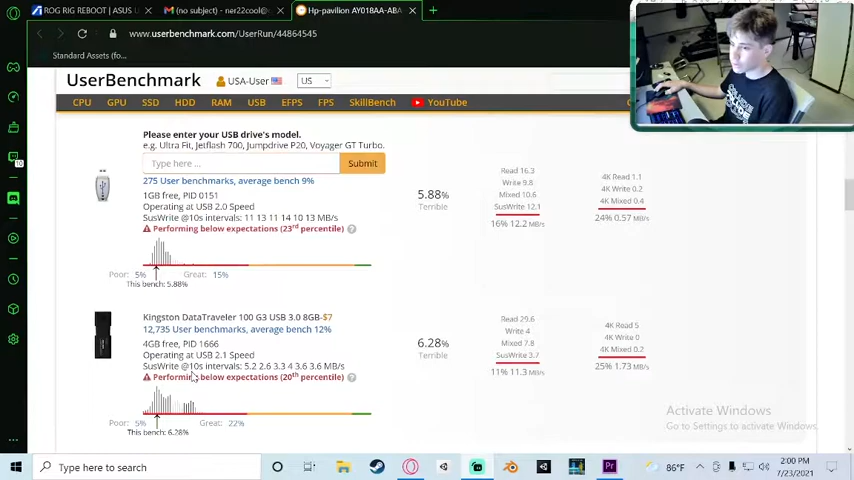 ROG RIG REBOOT | ASUS
(no subject) - ner22cool@
Hp-pavilion AY018AA-ABA
www.userbenchmark.com/UserRun/44864545
Standard Assets (fo...
UserBenchmark
USA-User
US
CPU GPU SSD HDD RAM USB EFPS FPS SkillBench YouTube
Please enter your USB drive's model.
e.g. Ultra Fit, Jetflash 700, Jumpdrive P20, Voyager GT Turbo.
Type here ...
Submit
275 User benchmarks, average bench 9%
1GB free, PID 0151
Operating at USB 2.0 Speed
SusWrite @10s intervals: 11 13 11 14 10 13 MB/s
Performing below expectations (23rd percentile)
Poor: 5% Great: 15%
This bench: 5.88%
5.88%
Terrible
Read 16.3
Write 9.8
Mixed 10.6
SusWrite 12.1
16% 12.2 MB/s
4K Read 1.1
4K Write 0.2
4K Mixed 0.4
24% 0.57 MB/s
Kingston DataTraveler 100 G3 USB 3.0 8GB-$7
12,735 User benchmarks, average bench 12%
4GB free, PID 1666
Operating at USB 2.1 Speed
SusWrite @10s intervals: 5.2 2.6 3.3 4 3.6 3.6 MB/s
Performing below expectations (20th percentile)
Poor: 5% Great: 22%
This bench: 6.28%
6.28%
Terrible
Read 29.6
Write 4
Mixed 7.8
SusWrite 3.7
11% 11.3 MB/s
4K Read 5
4K Write 0
4K Mixed 0.2
25% 1.73 MB/s
Activate Windows
Go to Settings to activate Windows.
10
Type here to search
86°F
2:00 PM
7/23/2021